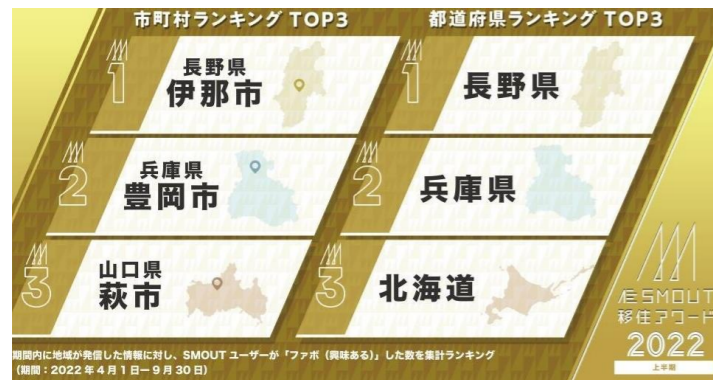 市町村ランキング TOP3
1
長野県
伊那市
2
兵庫県
豊岡市
3
山口県
萩市
都道府県ランキング TOP3
1
長野県
2
兵庫県
3
北海道
SMOUT
移住アワード
2022
上半期
期間内に地域が発信した情報に対し、SMOUT ユーザーが「ファボ（興味ある）」した数を集計ランキング
（期間：2022 年 4 月 1 日ー 9 月 30 日）